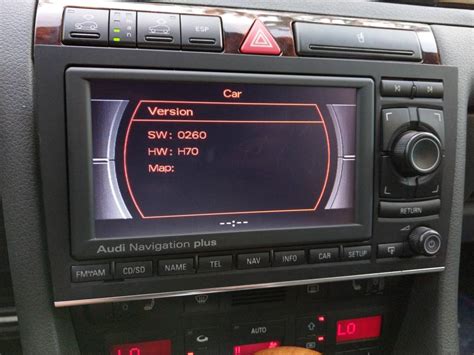 ESP
Car
Version
SW: 0260
HW: H70
Map:
--:--
RETURN
Audi Navigation plus
FM/AM CD/SD NAME TEL NAV INFO CAR SETUP
LO AUTO LO